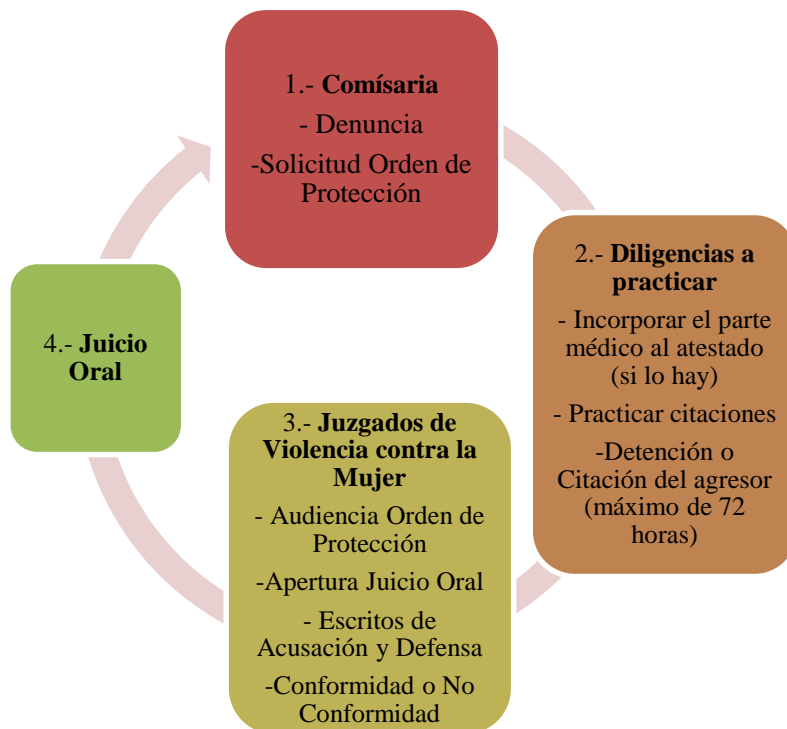 1.- Comísaria
- Denuncia
-Solicitud Orden de
Protección
2.- Diligencias a
practicar
- Incorporar el parte
médico al atestado
(si lo hay)
- Practicar citaciones
-Detención o
Citación del agresor
(máximo de 72
horas)
3.- Juzgados de
Violencia contra la
Mujer
- Audiencia Orden de
Protección
-Apertura Juicio Oral
- Escritos de
Acusación y Defensa
-Conformidad o No
Conformidad
4.- Juicio
Oral